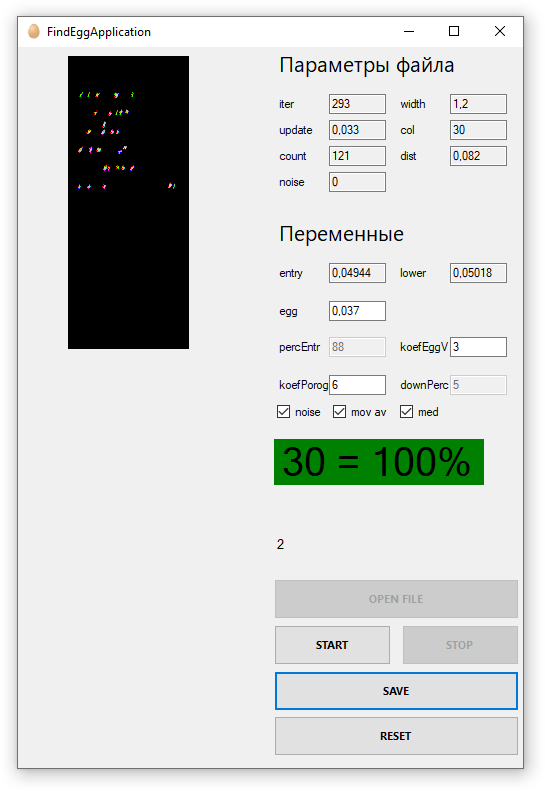 FindEggApplication
Параметры файла
iter 293 width 1,2
update 0,033 col 30
count 121 dist 0,082
noise 0
Переменные
entry 0,04944 lower 0,05018
egg 0,037
percEntr 88 koefEggV 3
koefPorog 6 downPerc 5
noise mov av med
30 = 100%
2
OPEN FILE
START STOP
SAVE
RESET